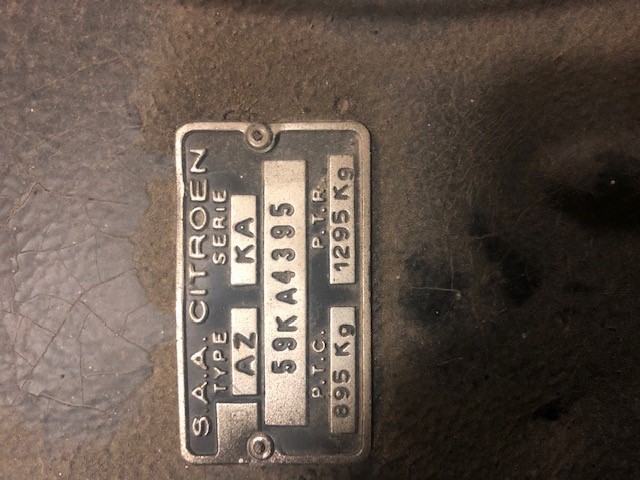 S.A.A. CITROEN
TYPE SERIE
AZ KA
59KA4395
P.T.C. P.T.R.
895 Kg 1295 Kg